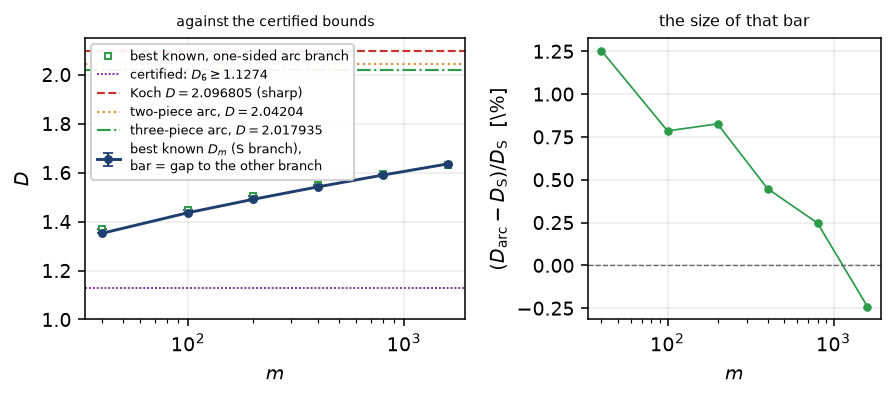 against the certified bounds
best known, one-sided arc branch
certified: D₆ ≥ 1.1274
Koch D = 2.096805 (sharp)
two-piece arc, D = 2.04204
three-piece arc, D = 2.017935
best known Dₘ (S branch),
bar = gap to the other branch
D
2.0
1.8
1.6
1.4
1.2
1.0
10²
10³
m
the size of that bar
(D_arc − D_S)/D_S [\%]
1.25
1.00
0.75
0.50
0.25
0.00
−0.25
10²
10³
m